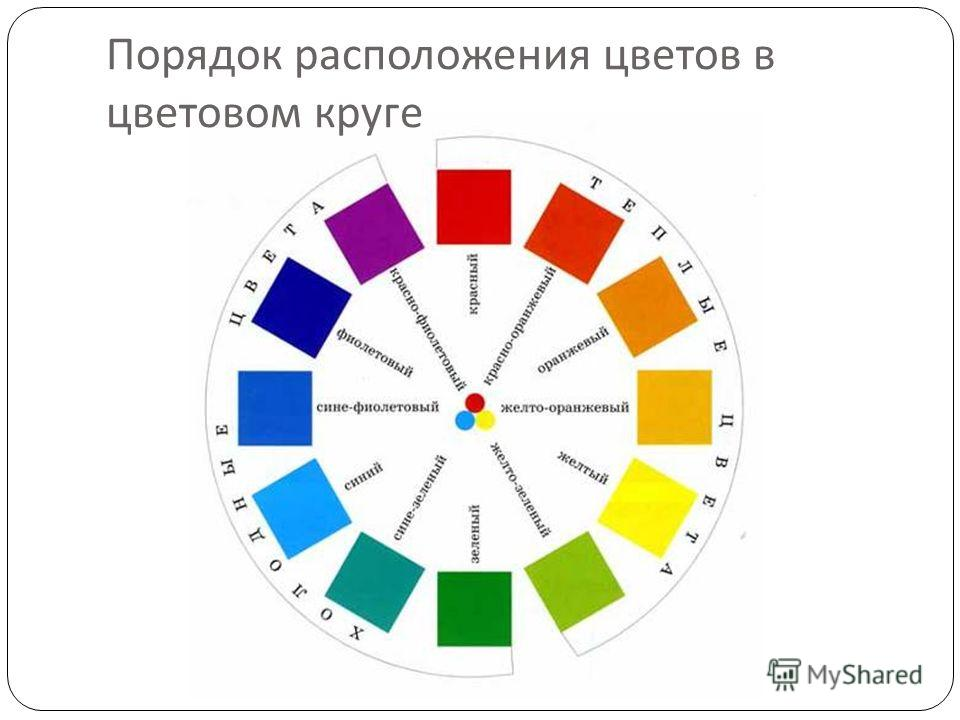 Порядок расположения цветов в
цветовом круге
ТЕПЛЫЕ ЦВЕТА
ХОЛОДНЫЕ ЦВЕТА
красный
красно-оранжевый
оранжевый
желто-оранжевый
желтый
желто-зеленый
зеленый
сине-зеленый
синий
сине-фиолетовый
фиолетовый
красно-фиолетовый
MyShared